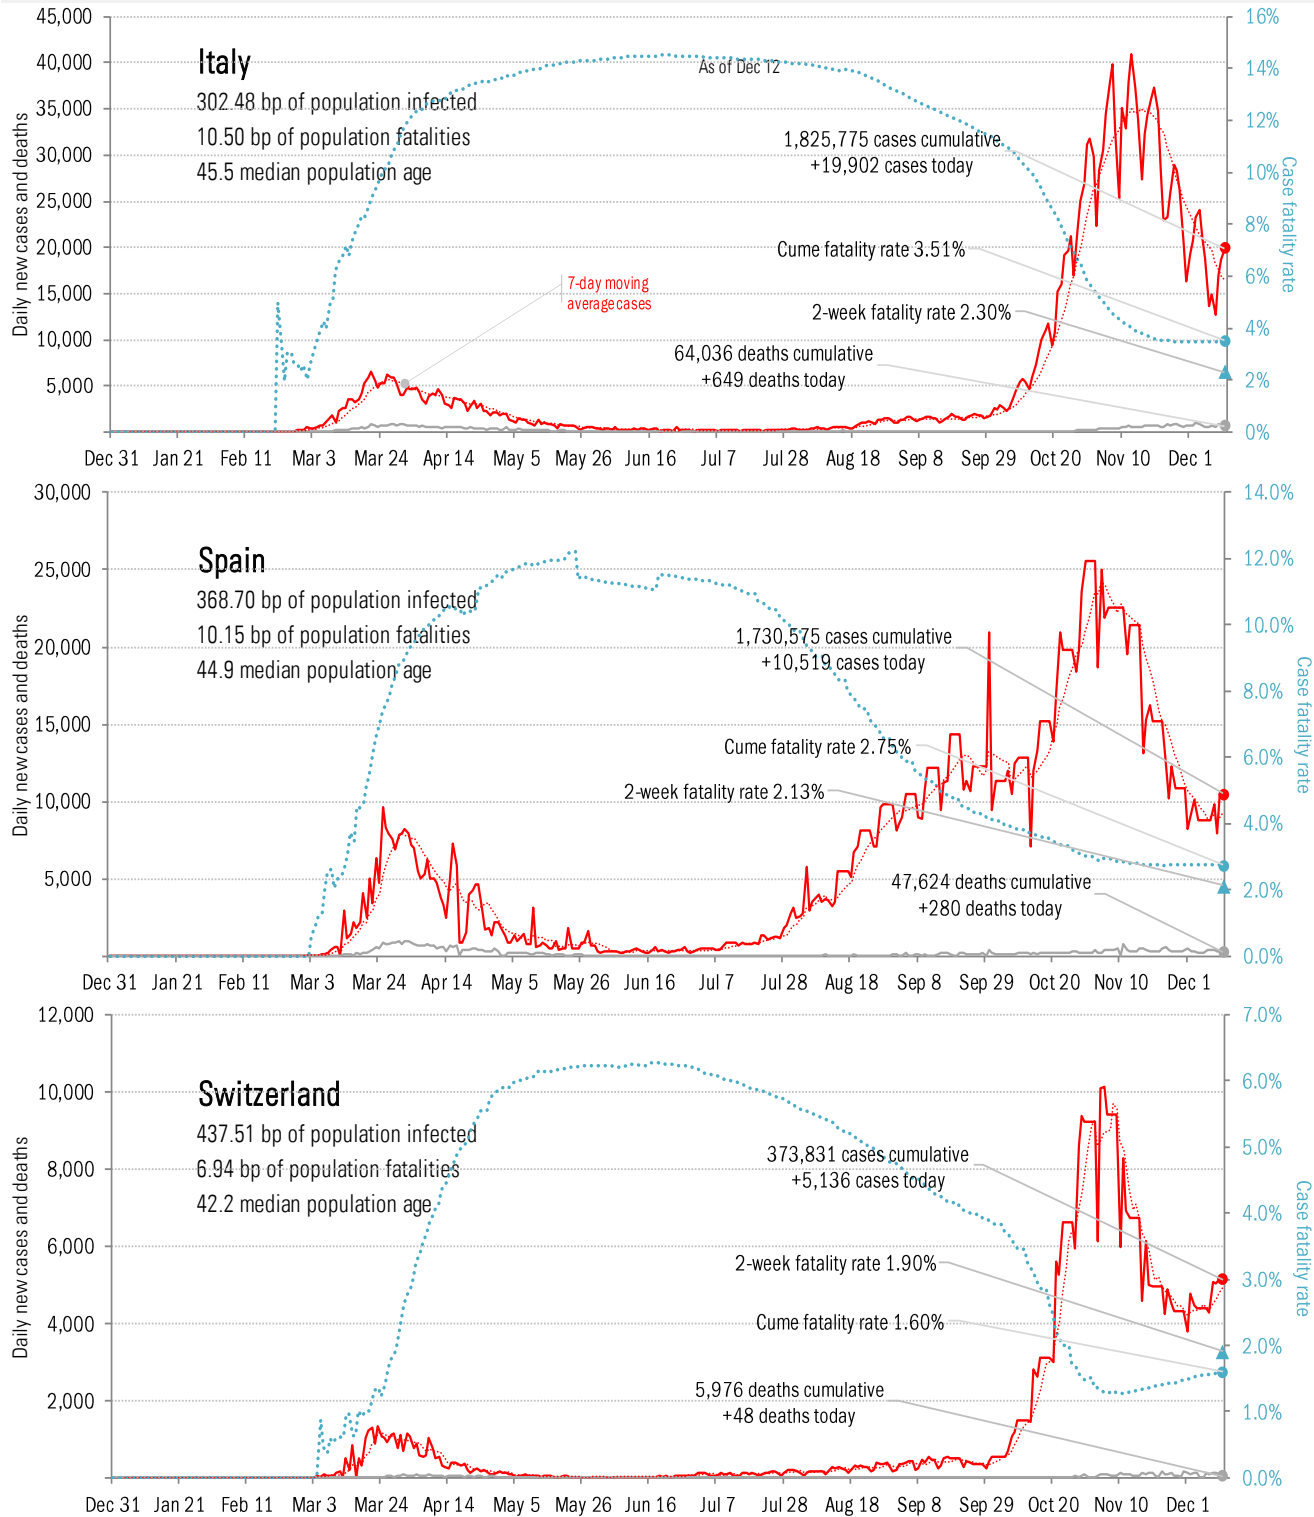 45,000
40,000
35,000
30,000
25,000
20,000
15,000
10,000
5,000
Daily new cases and deaths
16%
14%
12%
10%
8%
6%
4%
2%
0%
Case fatality rate
Italy
302.48 bp of population infected
10.50 bp of population fatalities
45.5 median population age
As of Dec 12
1,825,775 cases cumulative
+19,902 cases today
Cume fatality rate 3.51%
7-day moving
average cases
2-week fatality rate 2.30%
64,036 deaths cumulative
+649 deaths today
Dec 31 Jan 21 Feb 11 Mar 3 Mar 24 Apr 14 May 5 May 26 Jun 16 Jul 7 Jul 28 Aug 18 Sep 8 Sep 29 Oct 20 Nov 10 Dec 1
30,000
25,000
20,000
15,000
10,000
5,000
Daily new cases and deaths
14.0%
12.0%
10.0%
8.0%
6.0%
4.0%
2.0%
0.0%
Case fatality rate
Spain
368.70 bp of population infected
10.15 bp of population fatalities
44.9 median population age
1,730,575 cases cumulative
+10,519 cases today
Cume fatality rate 2.75%
2-week fatality rate 2.13%
47,624 deaths cumulative
+280 deaths today
Dec 31 Jan 21 Feb 11 Mar 3 Mar 24 Apr 14 May 5 May 26 Jun 16 Jul 7 Jul 28 Aug 18 Sep 8 Sep 29 Oct 20 Nov 10 Dec 1
12,000
10,000
8,000
6,000
4,000
2,000
Daily new cases and deaths
7.0%
6.0%
5.0%
4.0%
3.0%
2.0%
1.0%
0.0%
Case fatality rate
Switzerland
437.51 bp of population infected
6.94 bp of population fatalities
42.2 median population age
373,831 cases cumulative
+5,136 cases today
2-week fatality rate 1.90%
Cume fatality rate 1.60%
5,976 deaths cumulative
+48 deaths today
Dec 31 Jan 21 Feb 11 Mar 3 Mar 24 Apr 14 May 5 May 26 Jun 16 Jul 7 Jul 28 Aug 18 Sep 8 Sep 29 Oct 20 Nov 10 Dec 1